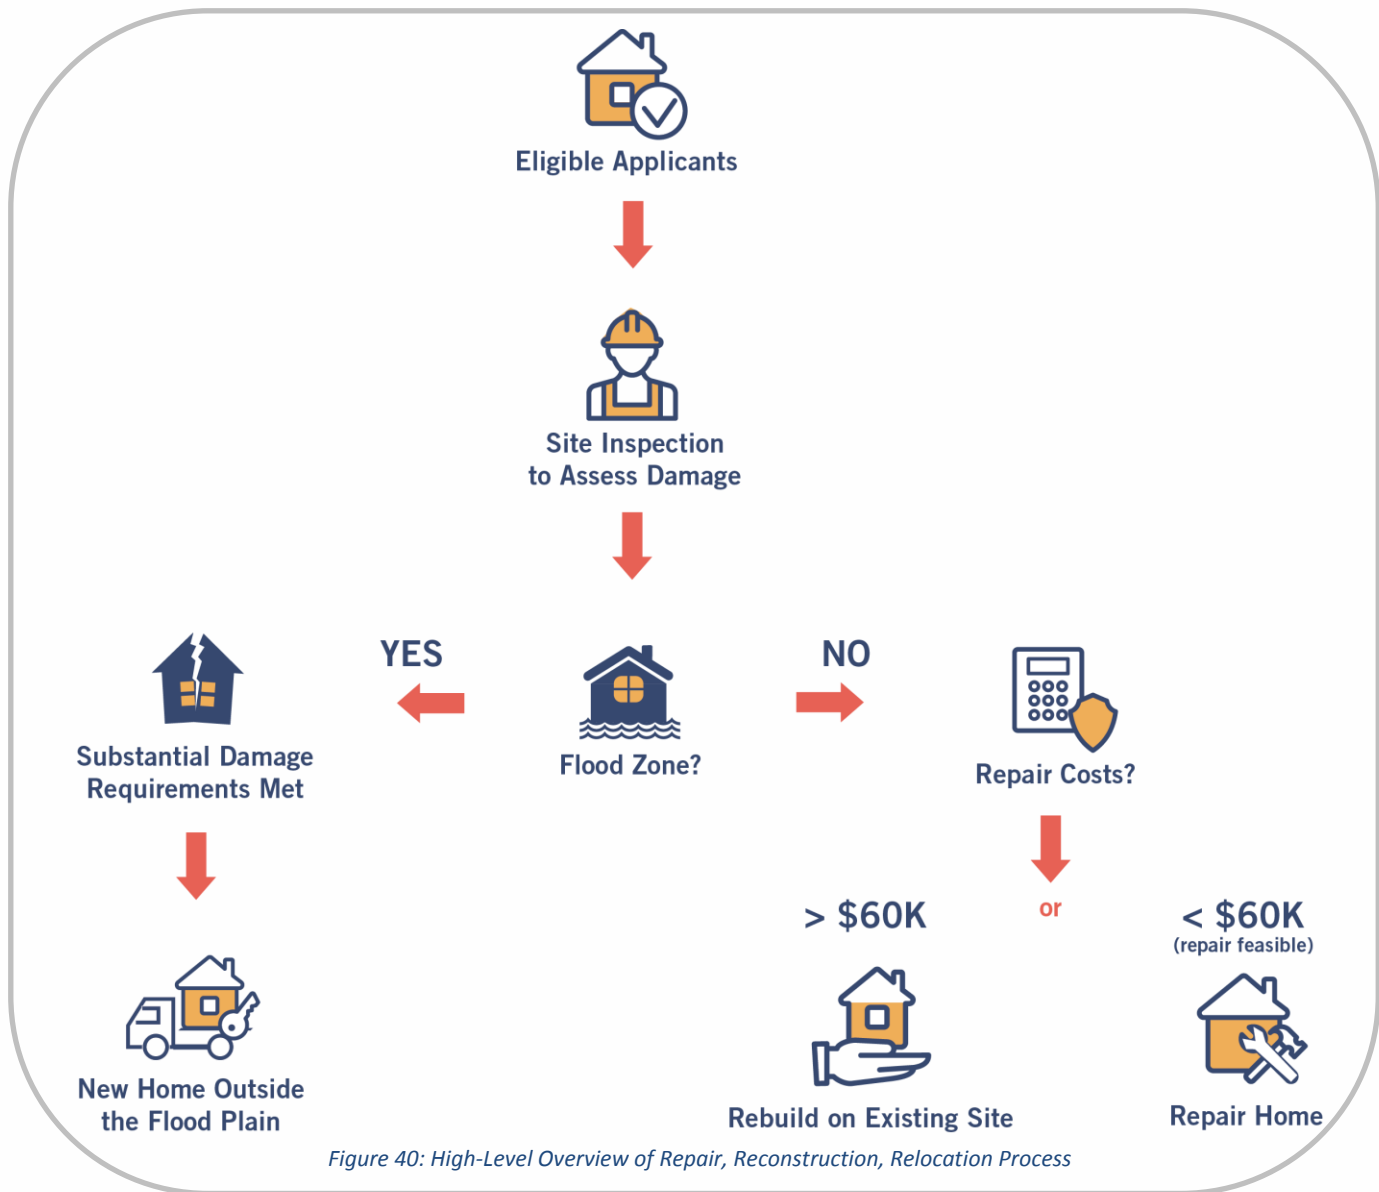 Eligible Applicants
Site Inspection
to Assess Damage
YES
NO
Substantial Damage
Requirements Met
Flood Zone?
Repair Costs?
or
> $60K
< $60K
(repair feasible)
New Home Outside
the Flood Plain
Rebuild on Existing Site
Repair Home
Figure 40: High-Level Overview of Repair, Reconstruction, Relocation Process